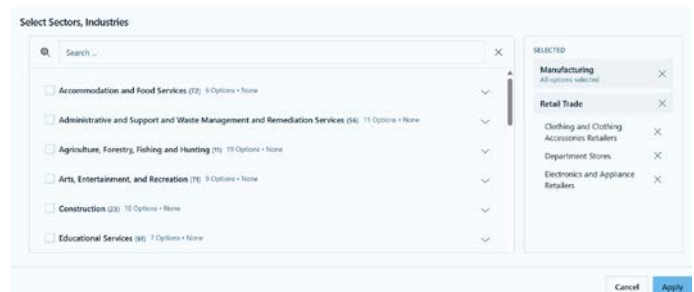 Select Sectors, Industries
Search ...
Accommodation and Food Services (72) 6 Options • None
Administrative and Support and Waste Management and Remediation Services (56) 11 Options • None
Agriculture, Forestry, Fishing and Hunting (11) 19 Options • None
Arts, Entertainment, and Recreation (71) 9 Options • None
Construction (23) 10 Options • None
Educational Services (61) 7 Options • None
SELECTED
Manufacturing
All options selected
Retail Trade
Clothing and Clothing
Accessories Retailers
Department Stores
Electronics and Appliance
Retailers
Cancel
Apply